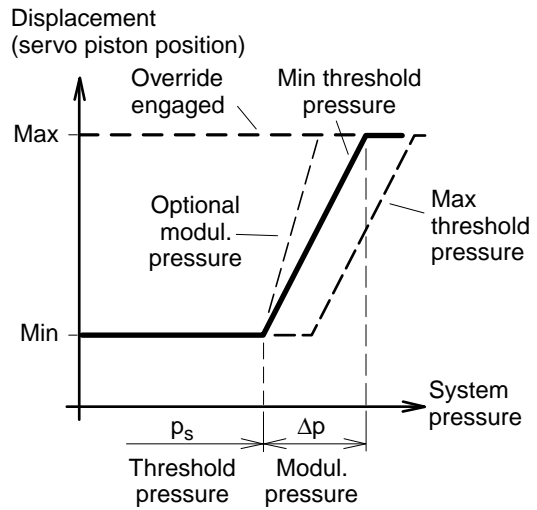 Displacement
(servo piston position)
Override
engaged
Min threshold
pressure
Max
Optional
modul.
pressure
Max
threshold
pressure
Min
System
pressure
ps
Δp
Threshold
pressure
Modul.
pressure